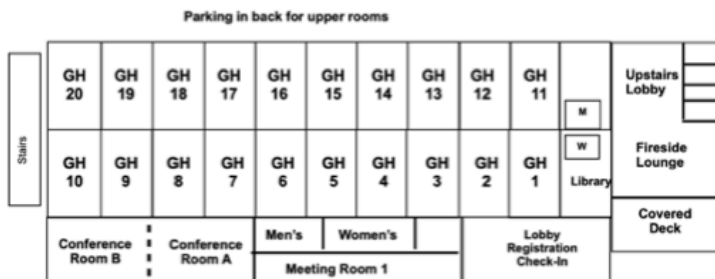 Parking in back for upper rooms
Stairs
GH 20
GH 19
GH 18
GH 17
GH 16
GH 15
GH 14
GH 13
GH 12
GH 11
M
Upstairs
Lobby
GH 10
GH 9
GH 8
GH 7
GH 6
GH 5
GH 4
GH 3
GH 2
GH 1
W
Library
Fireside
Lounge
Covered
Deck
Conference
Room B
Conference
Room A
Men's
Women's
Meeting Room 1
Lobby
Registration
Check-In